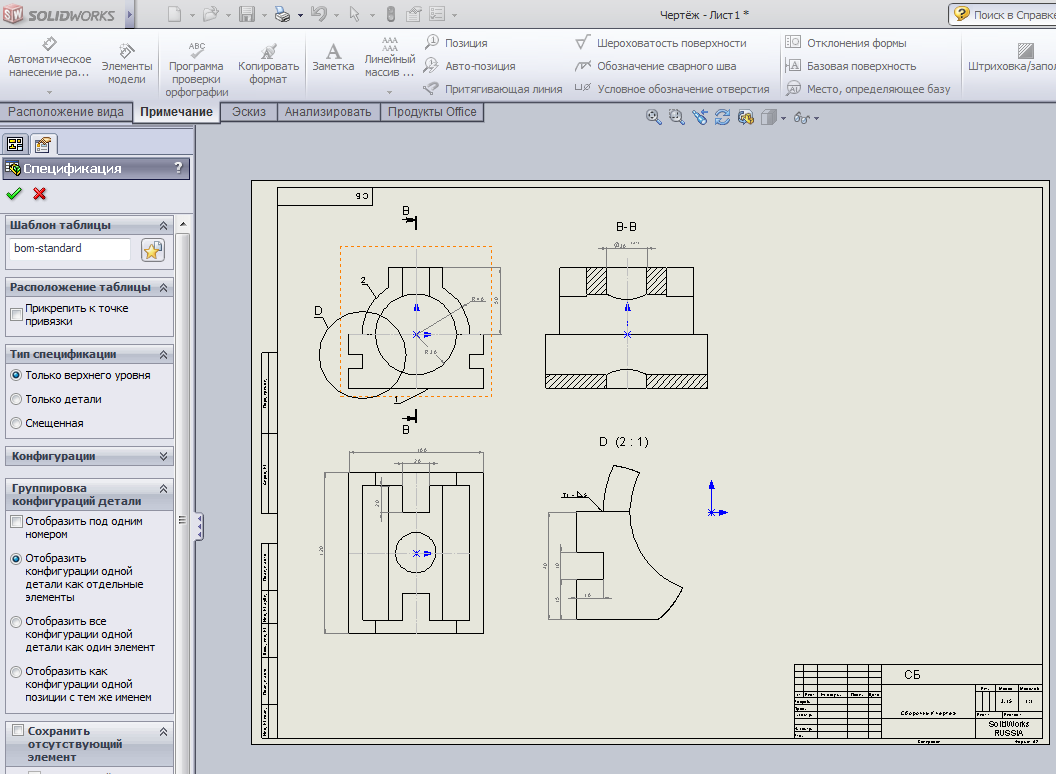 SOLIDWORKS
Чертёж - Лист1 *
Поиск в Справке
Автоматическое
нанесение ра...
Элементы
модели
ABC
Программа
проверки
орфографии
Копировать
формат
Заметка
Линейный
массив ...
Позиция
Авто-позиция
Притягивающая линия
Шероховатость поверхности
Обозначение сварного шва
Условное обозначение отверстия
Отклонения формы
Базовая поверхность
Место, определяющее базу
Штриховка/запол
Расположение вида
Примечание
Эскиз
Анализировать
Продукты Office
Спецификация
?
Шаблон таблицы
bom-standard
Расположение таблицы
Прикрепить к точке
привязки
Тип спецификации
Только верхнего уровня
Только детали
Смещенная
Конфигурации
Группировка
конфигураций детали
Отобразить под одним
номером
Отобразить
конфигурации одной
детали как отдельные
элементы
Отобразить все
конфигурации одной
детали как один элемент
Отобразить как
конфигурации одной
позиции с тем же именем
Сохранить
отсутствующий
элемент
СБ
B
2
D
1
B
B-B
D (2 : 1)
СБ
Сборочный чертеж
SolidWorks
RUSSIA